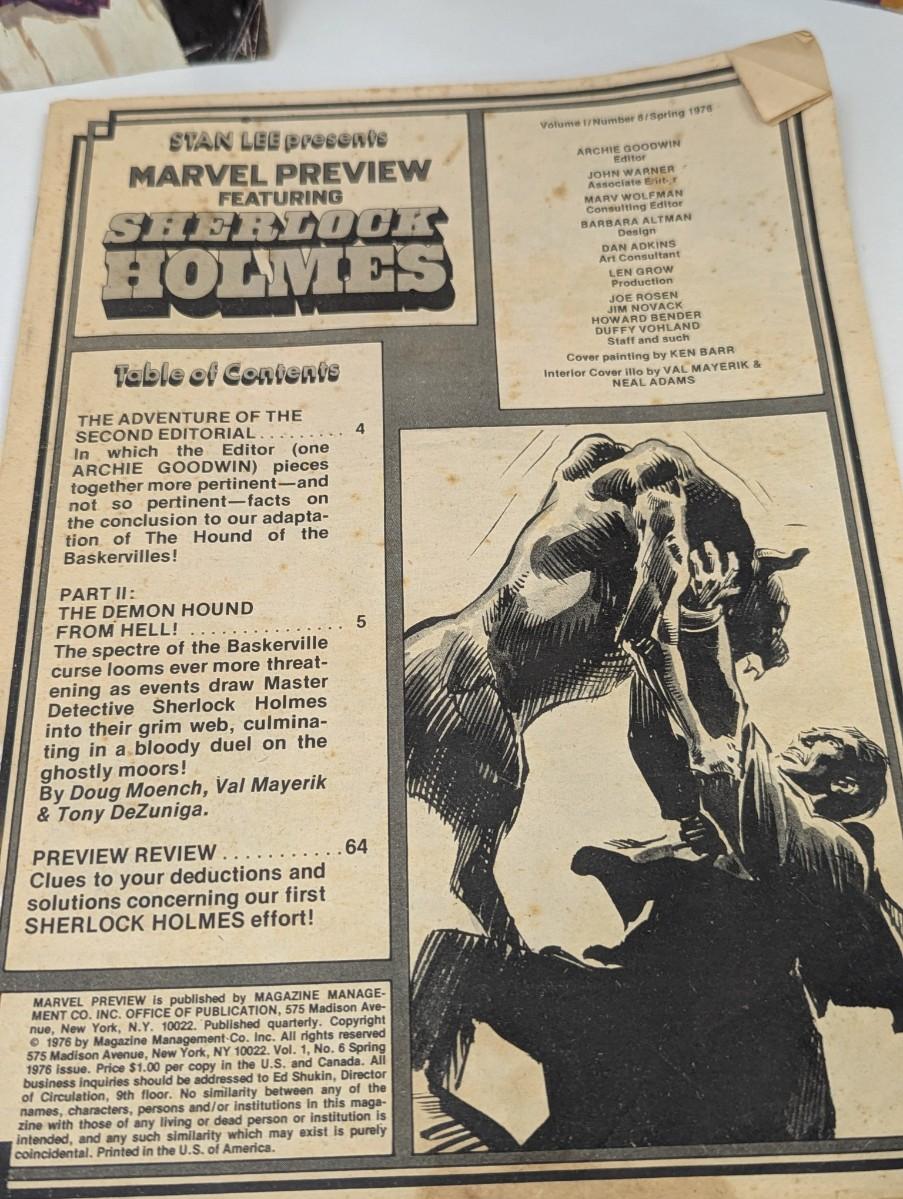 STAN LEE presents
MARVEL PREVIEW
FEATURING
SHERLOCK
HOLMES
Volume I/Number 6/Spring 1976
ARCHIE GOODWIN
Editor
JOHN WARNER
Associate Editor
MARV WOLFMAN
Consulting Editor
BARBARA ALTMAN
Design
DAN ADKINS
Art Consultant
LEN GROW
Production
JOE ROSEN
JIM NOVACK
HOWARD BENDER
DUFFY VOHLAND
Staff and such
Cover painting by KEN BARR
Interior Cover illo by VAL MAYERIK &
NEAL ADAMS
Table of Contents
THE ADVENTURE OF THE
SECOND EDITORIAL.......... 4
In which the Editor (one
ARCHIE GOODWIN) pieces
together more pertinent—and
not so pertinent—facts on
the conclusion to our adapta-
tion of The Hound of the
Baskervilles!
PART II:
THE DEMON HOUND
FROM HELL! ................ 5
The spectre of the Baskerville
curse looms ever more threat-
ening as events draw Master
Detective Sherlock Holmes
into their grim web, culmina-
ting in a bloody duel on the
ghostly moors!
By Doug Moench, Val Mayerik
& Tony DeZuniga.
PREVIEW REVIEW ...........64
Clues to your deductions and
solutions concerning our first
SHERLOCK HOLMES effort!
MARVEL PREVIEW is published by MAGAZINE MANAGE-
MENT CO. INC. OFFICE OF PUBLICATION, 575 Madison Ave-
nue, New York, N.Y. 10022. Published quarterly. Copyright
© 1976 by Magazine Management Co. Inc. All rights reserved
575 Madison Avenue, New York, NY 10022. Vol. 1, No. 6 Spring
1976 issue. Price $1.00 per copy in the U.S. and Canada. All
business inquiries should be addressed to Ed Shukin, Director
of Circulation, 9th floor. No similarity between any of the
names, characters, persons and/or institutions in this maga-
zine with those of any living or dead person or institution is
intended, and any such similarity which may exist is purely
coincidental. Printed in the U.S. of America.